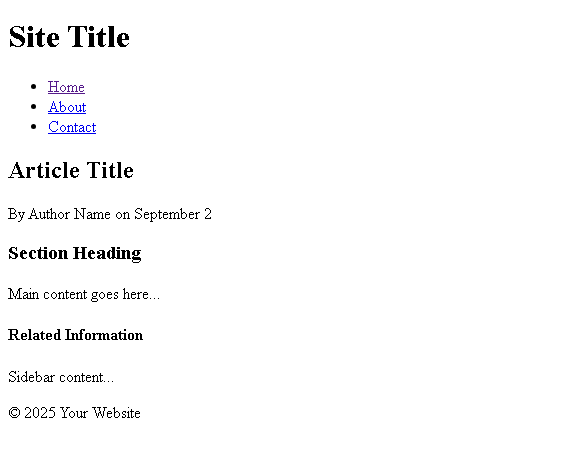 Site Title
Home
About
Contact
Article Title
By Author Name on September 2
Section Heading
Main content goes here...
Related Information
Sidebar content...
© 2025 Your Website